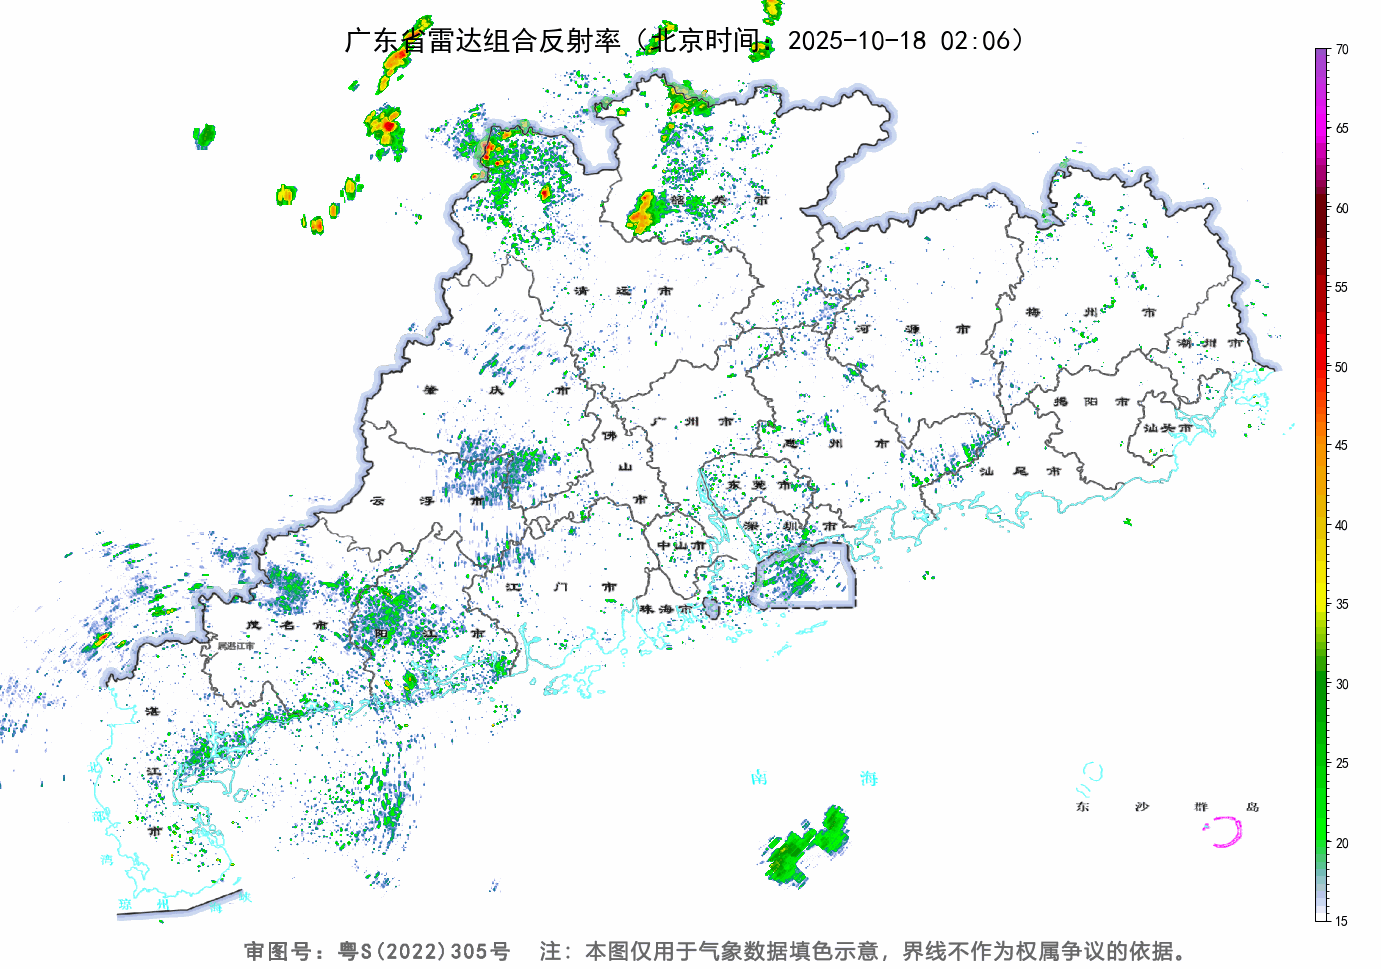 广东省雷达组合反射率（北京时间：2025-10-18 02:06）
70
65
60
55
50
45
40
35
30
25
20
15
韶关市
清远市
河源市
梅州市
潮州市
肇庆市
广州市
揭阳市
佛山市
惠州市
汕头市
汕尾市
云浮市
东莞市
深圳市
中山市
江门市
珠海市
茂名市
阳江市
属湛江市
湛江市
北部湾
琼州海峡
南海
东沙群岛
审图号：粤S(2022)305号 注：本图仅用于气象数据填色示意，界线不作为权属争议的依据。